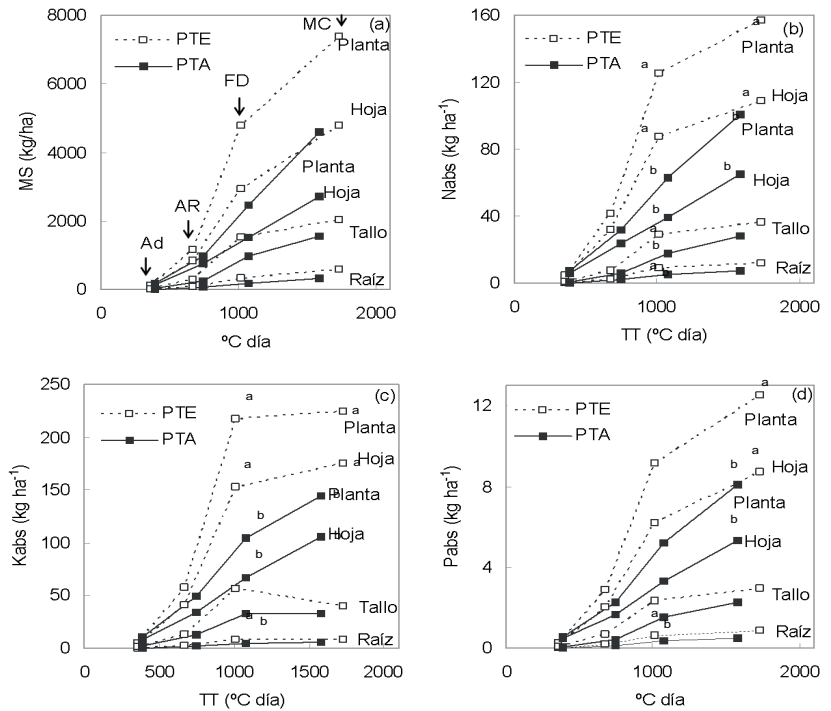 (a)
MC
8000
PTE
PTA
Planta
FD
6000
Hoja
MS (kg/ha)
4000
Planta
Hoja
AR
2000
Ad
Tallo
Raíz
0
0 500 1000 1500 2000
ºC día
(b)
160
PTE
PTA
a
a
Planta
120
a
Hoja
a
b
Planta
Nabs (kg ha-1)
80
b
b
Hoja
b
40
a
Tallo
b
a
b
Raíz
0
0 1000 2000
TT (ºC día)
(c)
250
PTE
PTA
a
a
Planta
200
a
Hoja
a
Kabs (kg ha-1)
150
b
Planta
b
b
Hoja
b
100
50
a
b
Tallo
Raíz
0
0 500 1000 1500 2000
TT (ºC día)
(d)
12
PTE
PTA
a
Planta
a
b
Hoja
8
Planta
Pabs (kg ha-1)
b
Hoja
4
Tallo
a
b
Raíz
0
0 1000 2000
ºC día